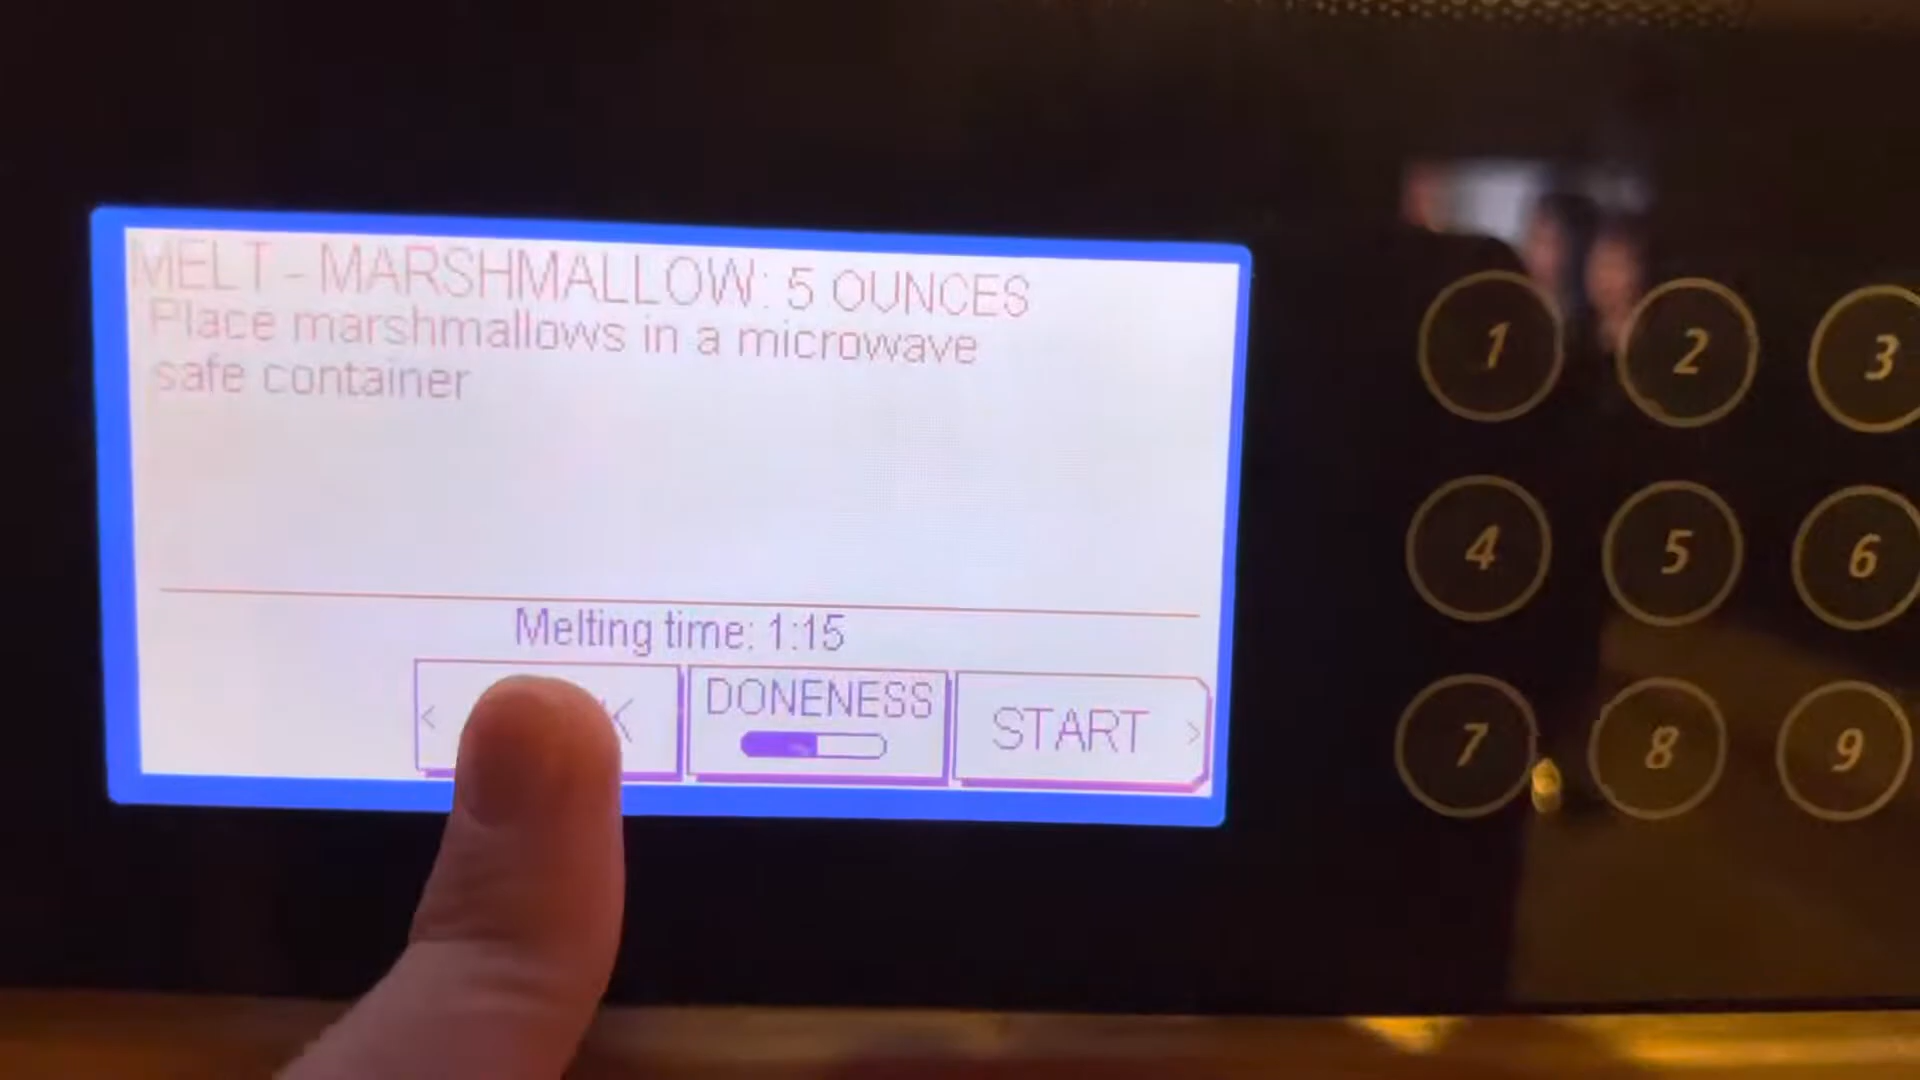 MELT - MARSHMALLOW: 5 OUNCES
Place marshmallows in a microwave
safe container
Melting time: 1:15
< K
DONENESS
START >
1 2 3
4 5 6
7 8 9